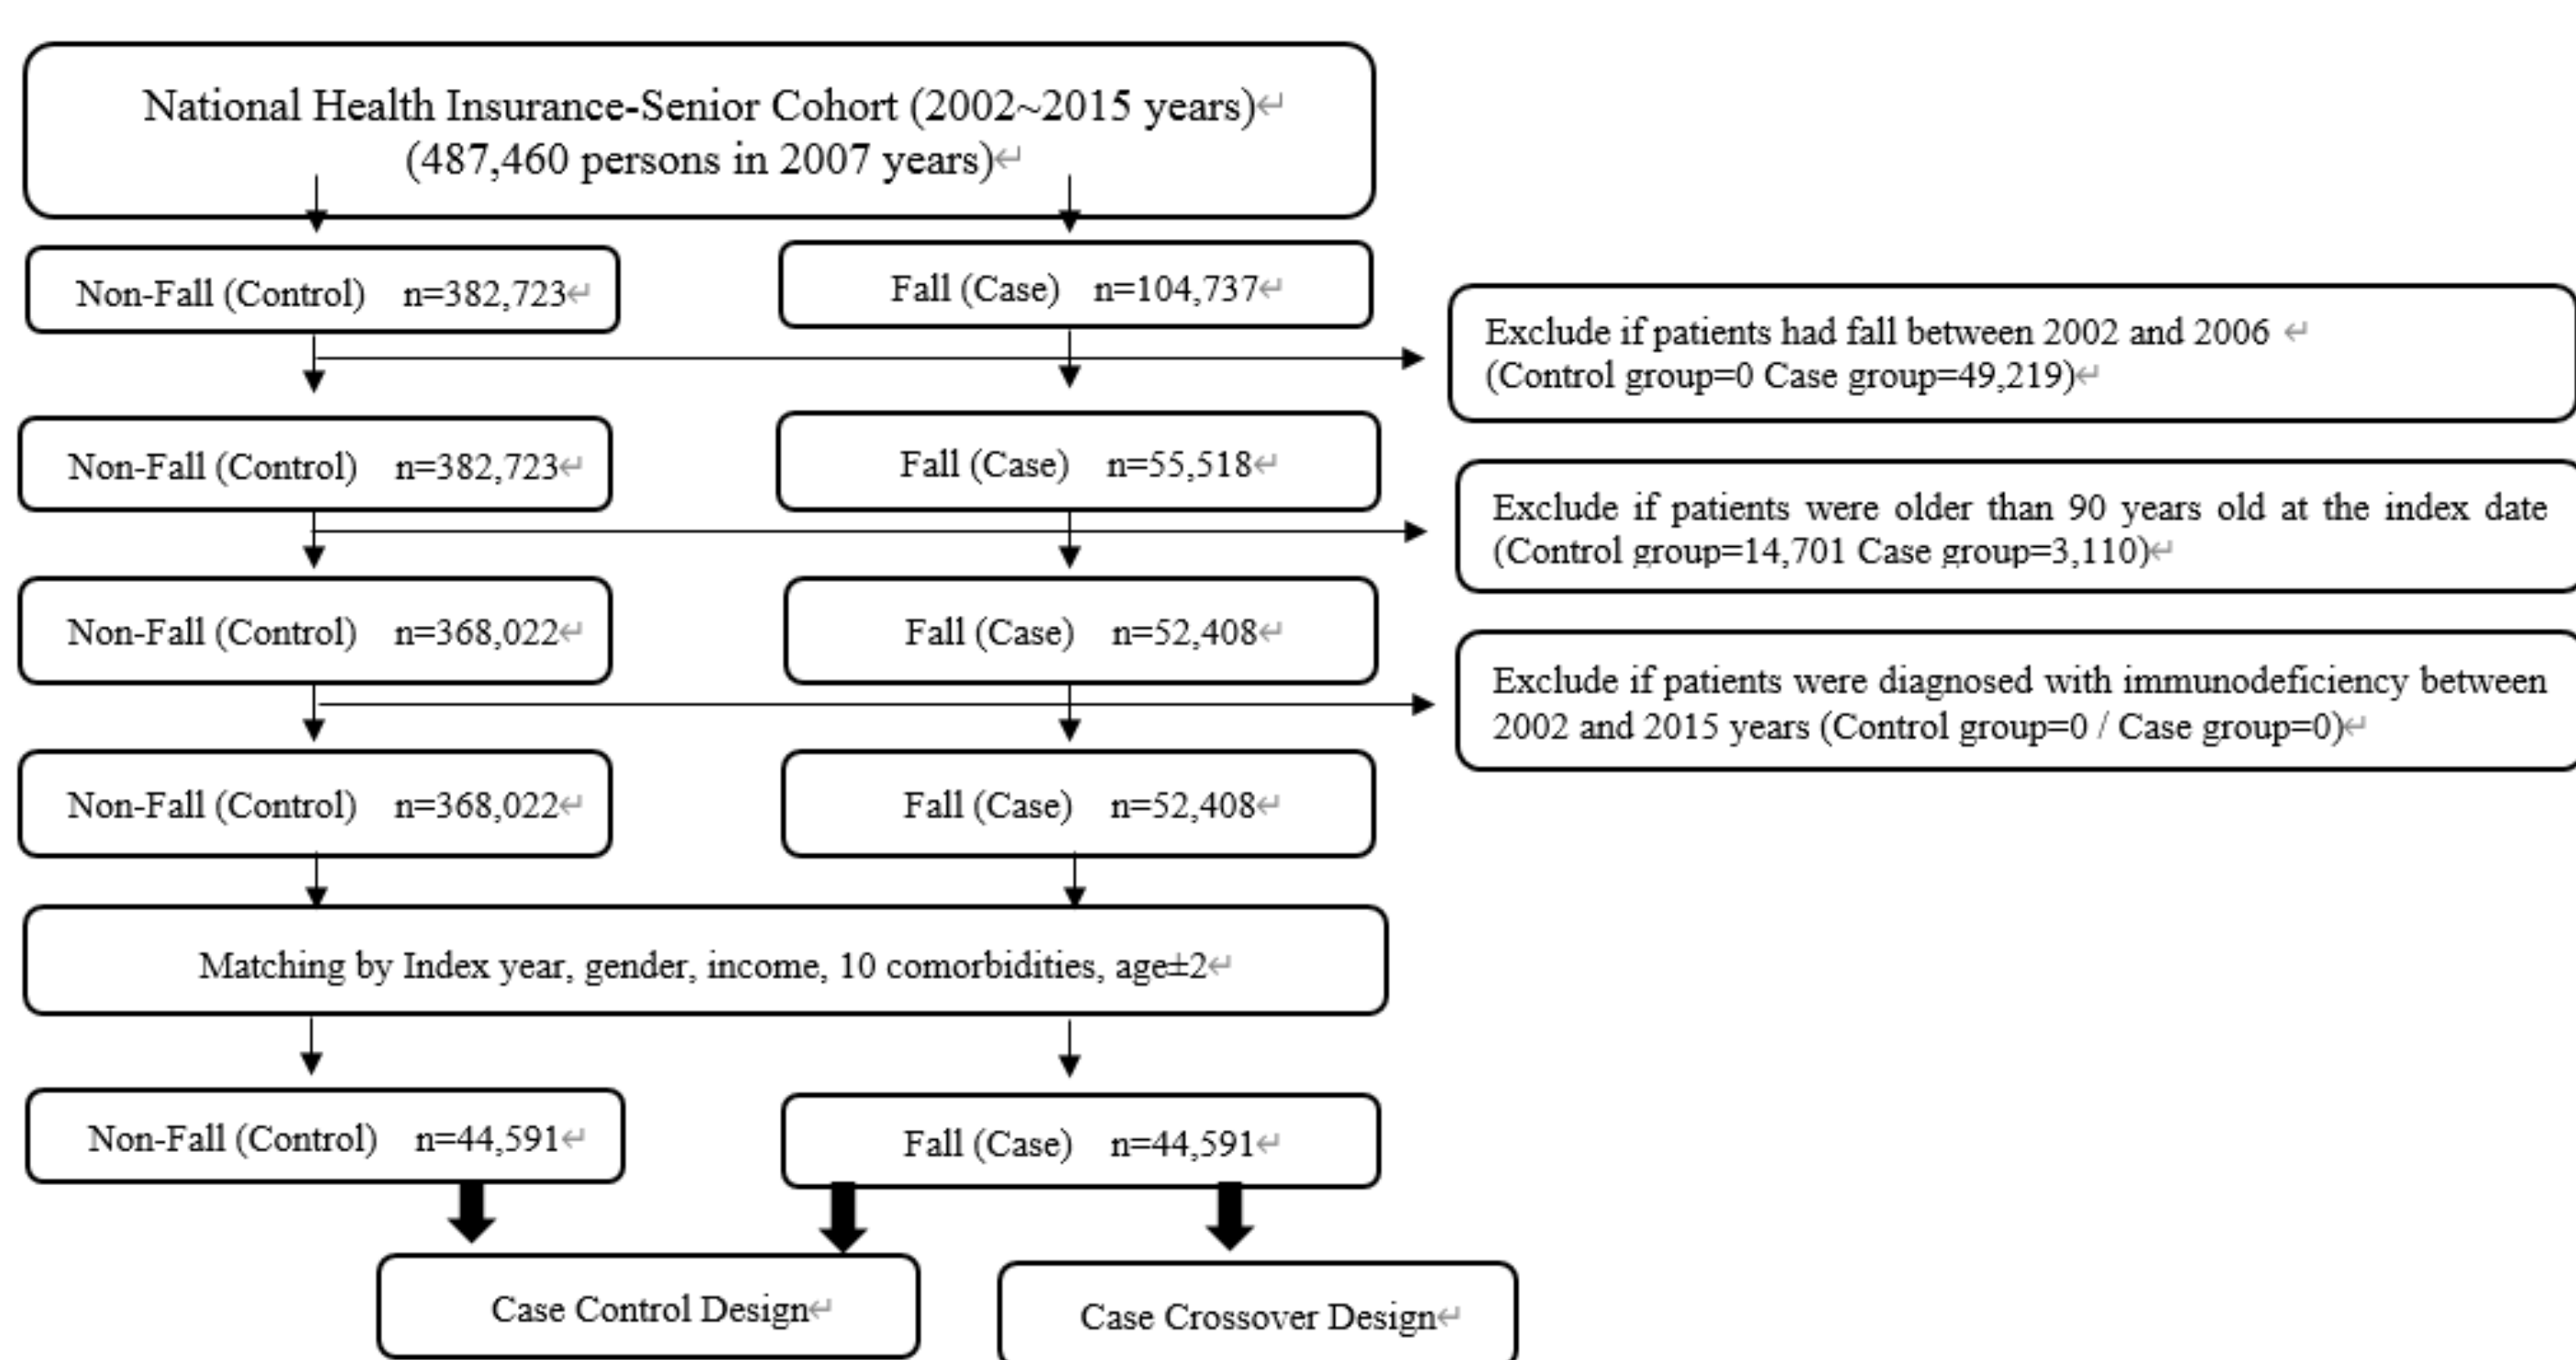 National Health Insurance-Senior Cohort (2002~2015 years)↵
(487,460 persons in 2007 years)↵
Non-Fall (Control) n=382,723↵
Fall (Case) n=104,737↵
Exclude if patients had fall between 2002 and 2006 ↵
(Control group=0 Case group=49,219)↵
Non-Fall (Control) n=382,723↵
Fall (Case) n=55,518↵
Exclude if patients were older than 90 years old at the index date
(Control group=14,701 Case group=3,110)↵
Non-Fall (Control) n=368,022↵
Fall (Case) n=52,408↵
Exclude if patients were diagnosed with immunodeficiency between
2002 and 2015 years (Control group=0 / Case group=0)↵
Non-Fall (Control) n=368,022↵
Fall (Case) n=52,408↵
Matching by Index year, gender, income, 10 comorbidities, age±2↵
Non-Fall (Control) n=44,591↵
Fall (Case) n=44,591↵
Case Control Design↵
Case Crossover Design↵